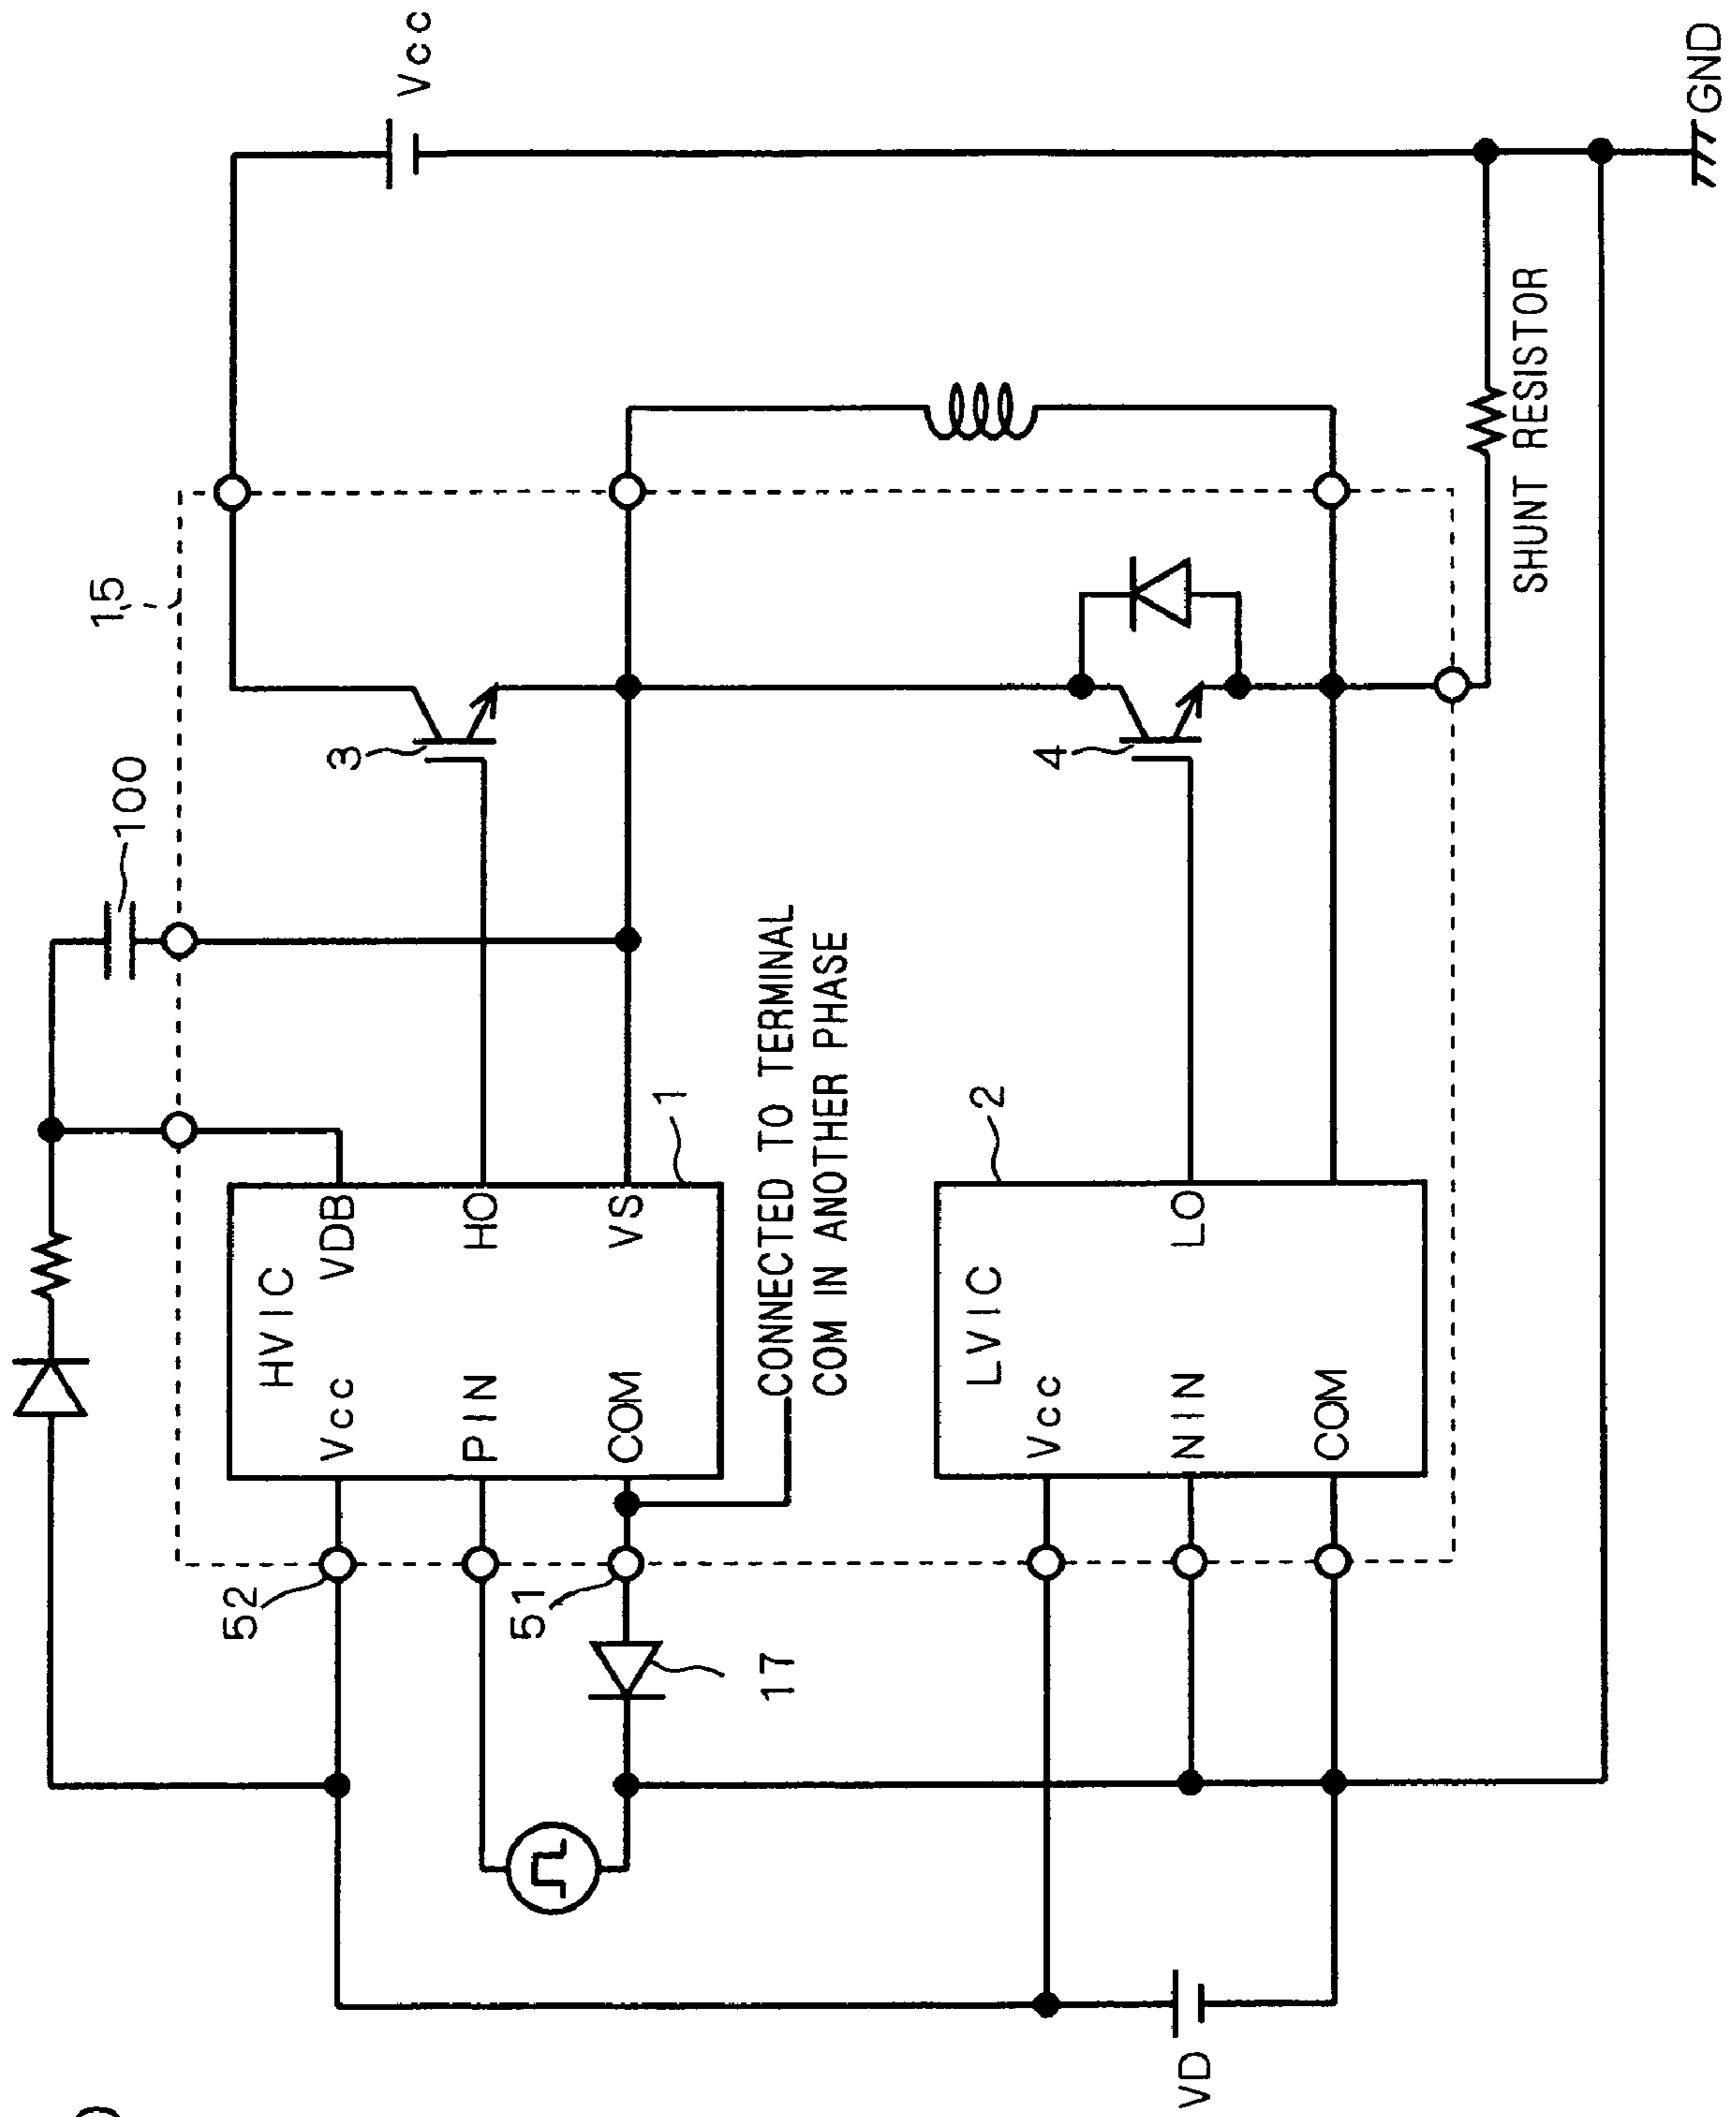 Vcc
GND
15
SHUNT RESISTOR
3
4
100
CONNECTED TO TERMINAL
COM IN ANOTHER PHASE
1
2
HVIC
VDB
HO
VS
Vcc
PIN
COM
LVIC
LO
Vcc
NIN
COM
52
51
17
VD